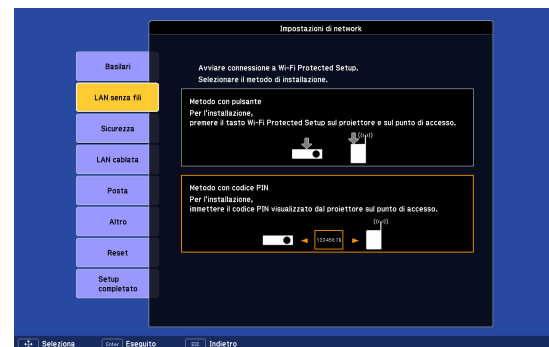 Impostazioni di network
Basilari
LAN senza fili
Sicurezza
LAN cablata
Posta
Altro
Reset
Setup
completato
Avviare connessione a Wi-Fi Protected Setup.
Selezionare il metodo di installazione.
Metodo con pulsante
Per l'installazione,
premere il tasto Wi-Fi Protected Setup sul proiettore e sul punto di accesso.
Metodo con codice PIN
Per l'installazione,
immettere il codice PIN visualizzato dal proiettore sul punto di accesso.
12345678
Seleziona Enter Eseguito Esc Indietro